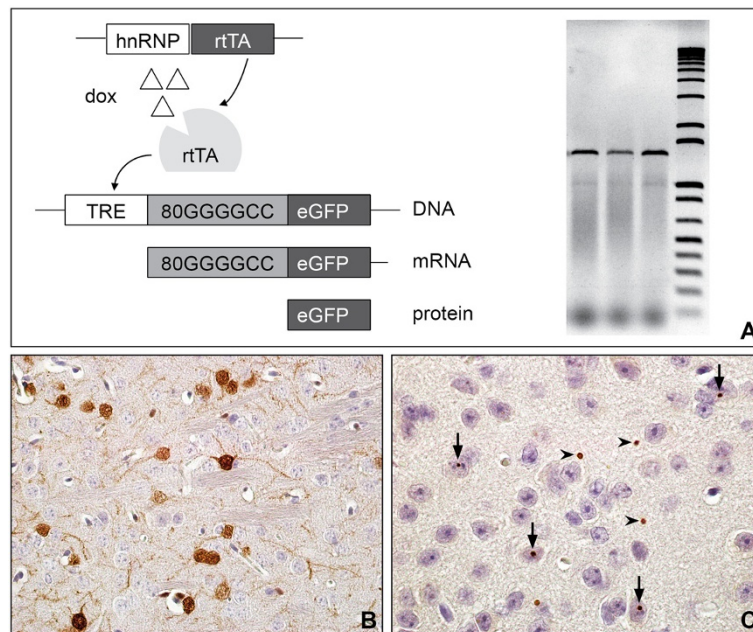 hnRNP rtTA
dox
rtTA
TRE 80GGGGCC eGFP DNA
80GGGGCC eGFP mRNA
eGFP protein
A
B
C